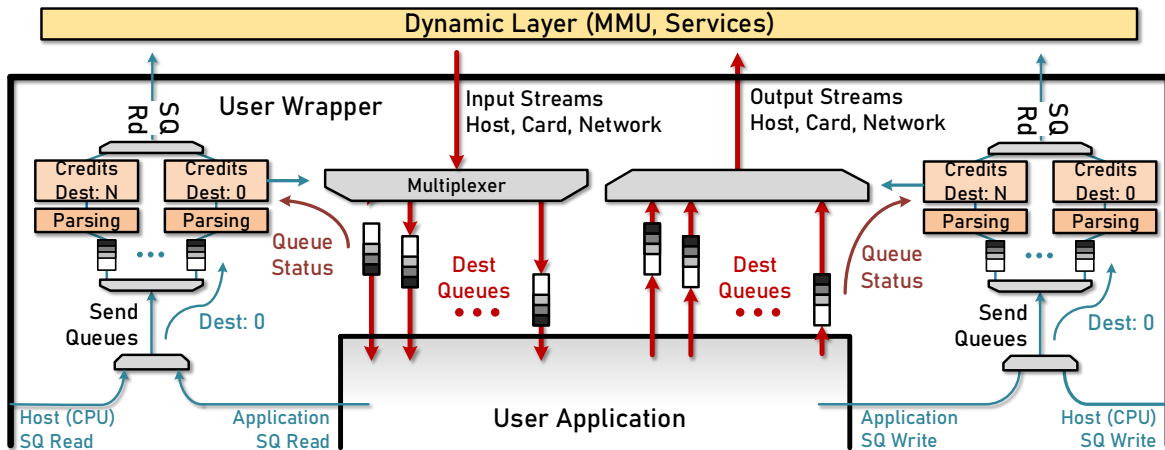 Dynamic Layer (MMU, Services)
User Wrapper
SQ
Rd
Input Streams
Host, Card, Network
Output Streams
Host, Card, Network
SQ
Rd
Credits
Dest: N
Credits
Dest: 0
Multiplexer
Credits
Dest: N
Credits
Dest: 0
Parsing
Parsing
Parsing
Parsing
Queue
Status
Dest
Queues
Dest
Queues
Queue
Status
Send
Queues
Dest: 0
Send
Queues
Dest: 0
Host (CPU)
SQ Read
Application
SQ Read
User Application
Application
SQ Write
Host (CPU)
SQ Write